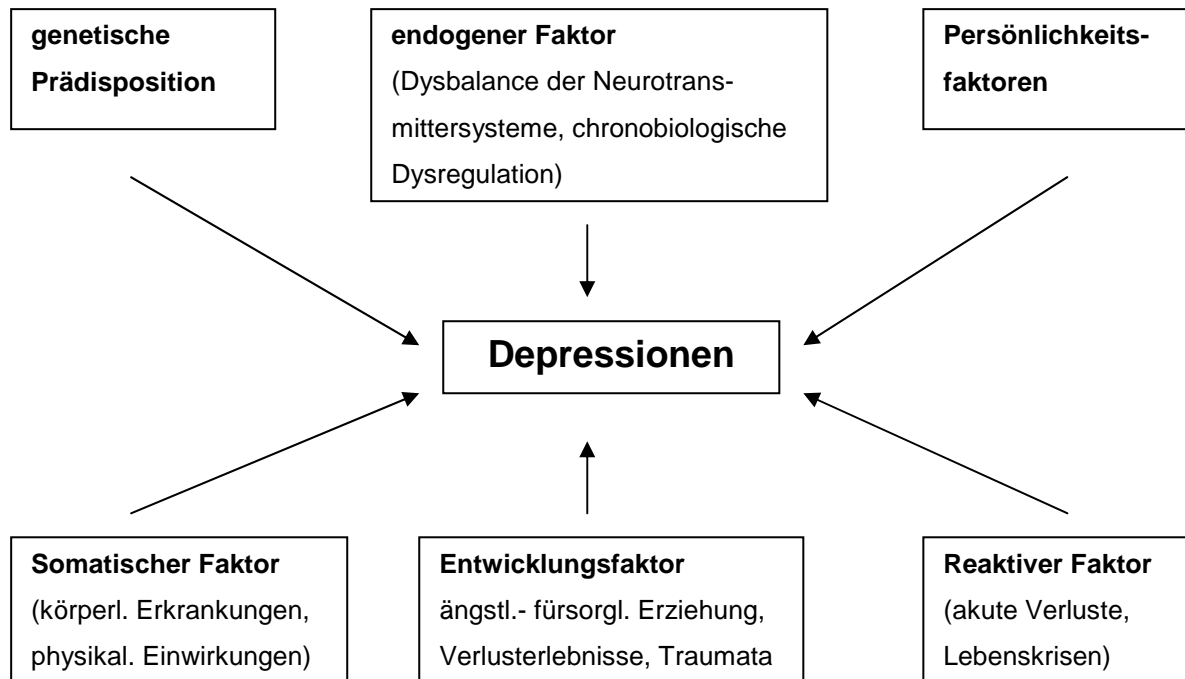 genetische
Prädisposition
endogener Faktor
(Dysbalance der Neurotrans-
mittersysteme, chronobiologische
Dysregulation)
Persönlichkeits-
faktoren
Depressionen
Somatischer Faktor
(körperl. Erkrankungen,
physikal. Einwirkungen)
Entwicklungsfaktor
ängstl.- fürsorgl. Erziehung,
Verlusterlebnisse, Traumata
Reaktiver Faktor
(akute Verluste,
Lebenskrisen)